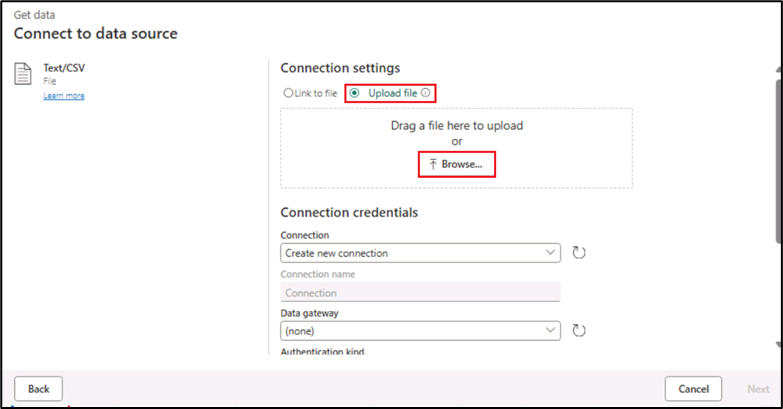 Get data
Connect to data source
Text/CSV
File
Learn more
Connection settings
Link to file Upload file
Drag a file here to upload
or
Browse...
Connection credentials
Connection
Create new connection
Connection name
Connection
Data gateway
(none)
Authentication kind
Back Cancel Next